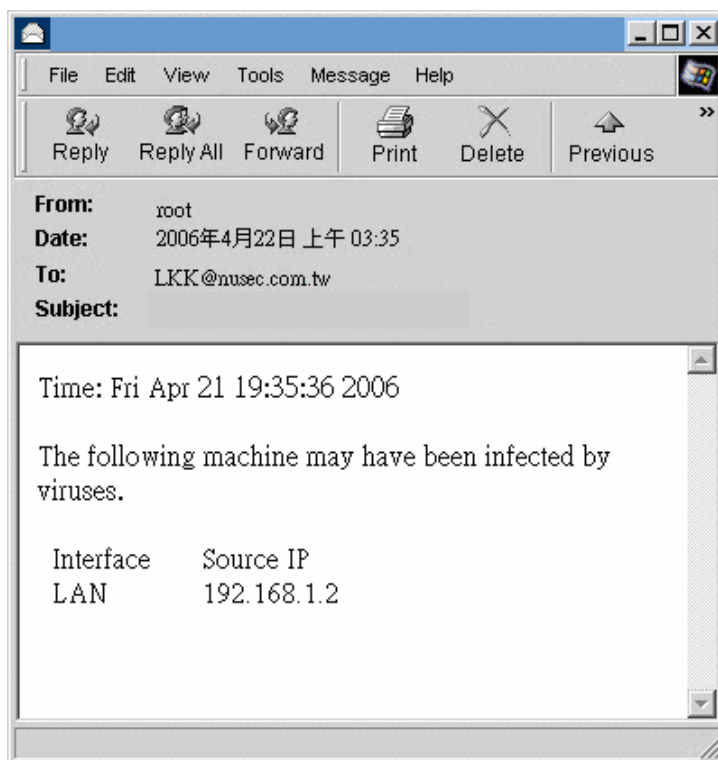 File Edit View Tools Message Help
Reply Reply All Forward Print Delete Previous »
From: root
Date: 2006年4月22日 上午 03:35
To: LKK@nusec.com.tw
Subject:
Time: Fri Apr 21 19:35:36 2006
The following machine may have been infected by
viruses.
Interface Source IP
LAN 192.168.1.2